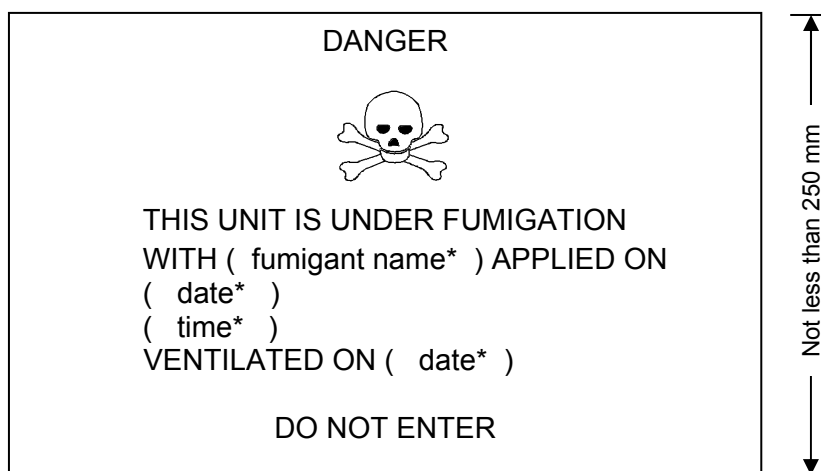 DANGER
THIS UNIT IS UNDER FUMIGATION
WITH ( fumigant name* ) APPLIED ON
( date* )
( time* )
VENTILATED ON ( date* )
DO NOT ENTER
Not less than 250 mm